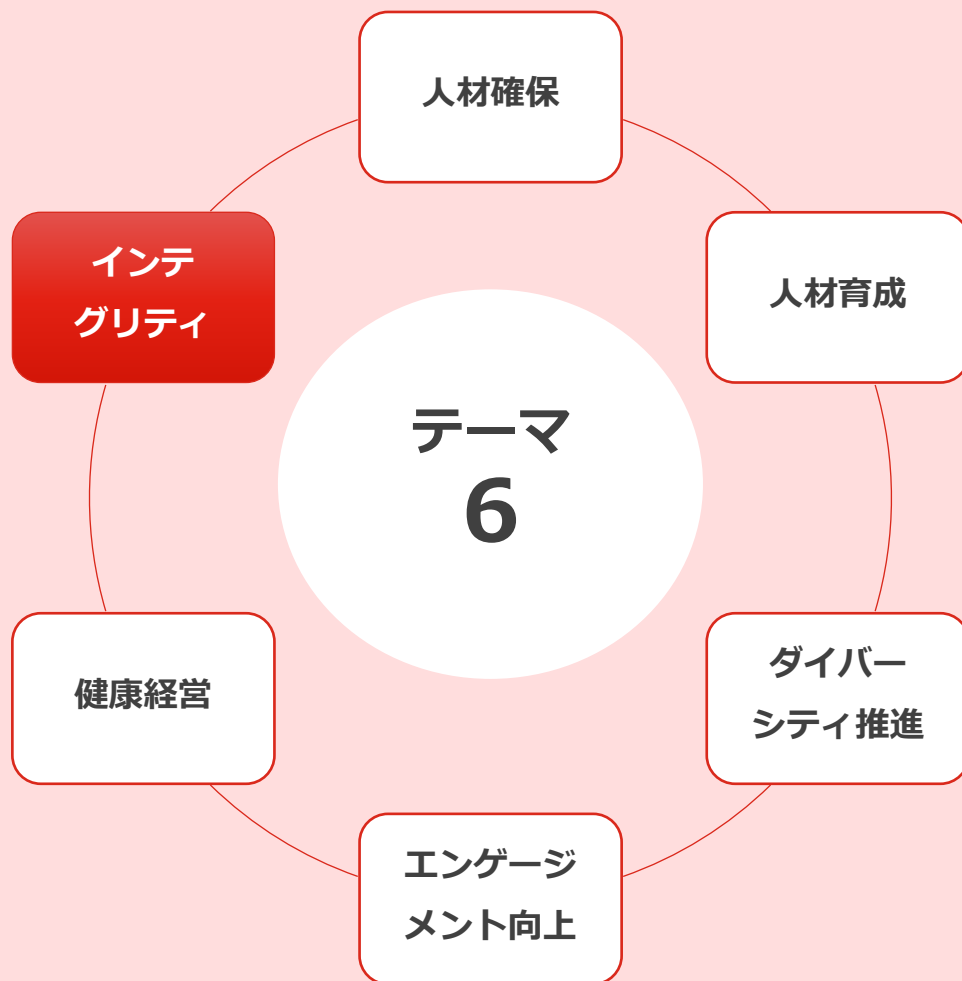 人材確保
インテ
グリティ
人材育成
テーマ
6
健康経営
ダイバー
シティ推進
エンゲージ
メント向上